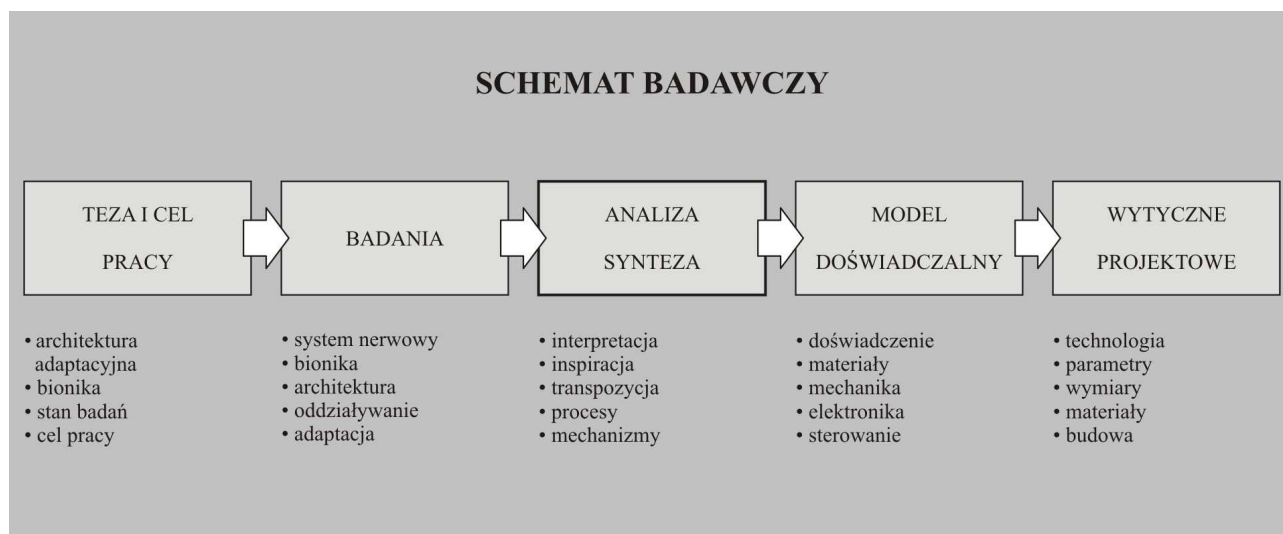 SCHEMAT BADAWCZY
TEZA I CEL
PRACY
BADANIA
ANALIZA
SYNTEZA
MODEL
DOŚWIADCZALNY
WYTYCZNE
PROJEKTOWE
• architektura
adaptacyjna
• bionika
• stan badań
• cel pracy
• system nerwowy
• bionika
• architektura
• oddziaływanie
• adaptacja
• interpretacja
• inspiracja
• transpozycja
• procesy
• mechanizmy
• doświadczenie
• materiały
• mechanika
• elektronika
• sterowanie
• technologia
• parametry
• wymiary
• materiały
• budowa